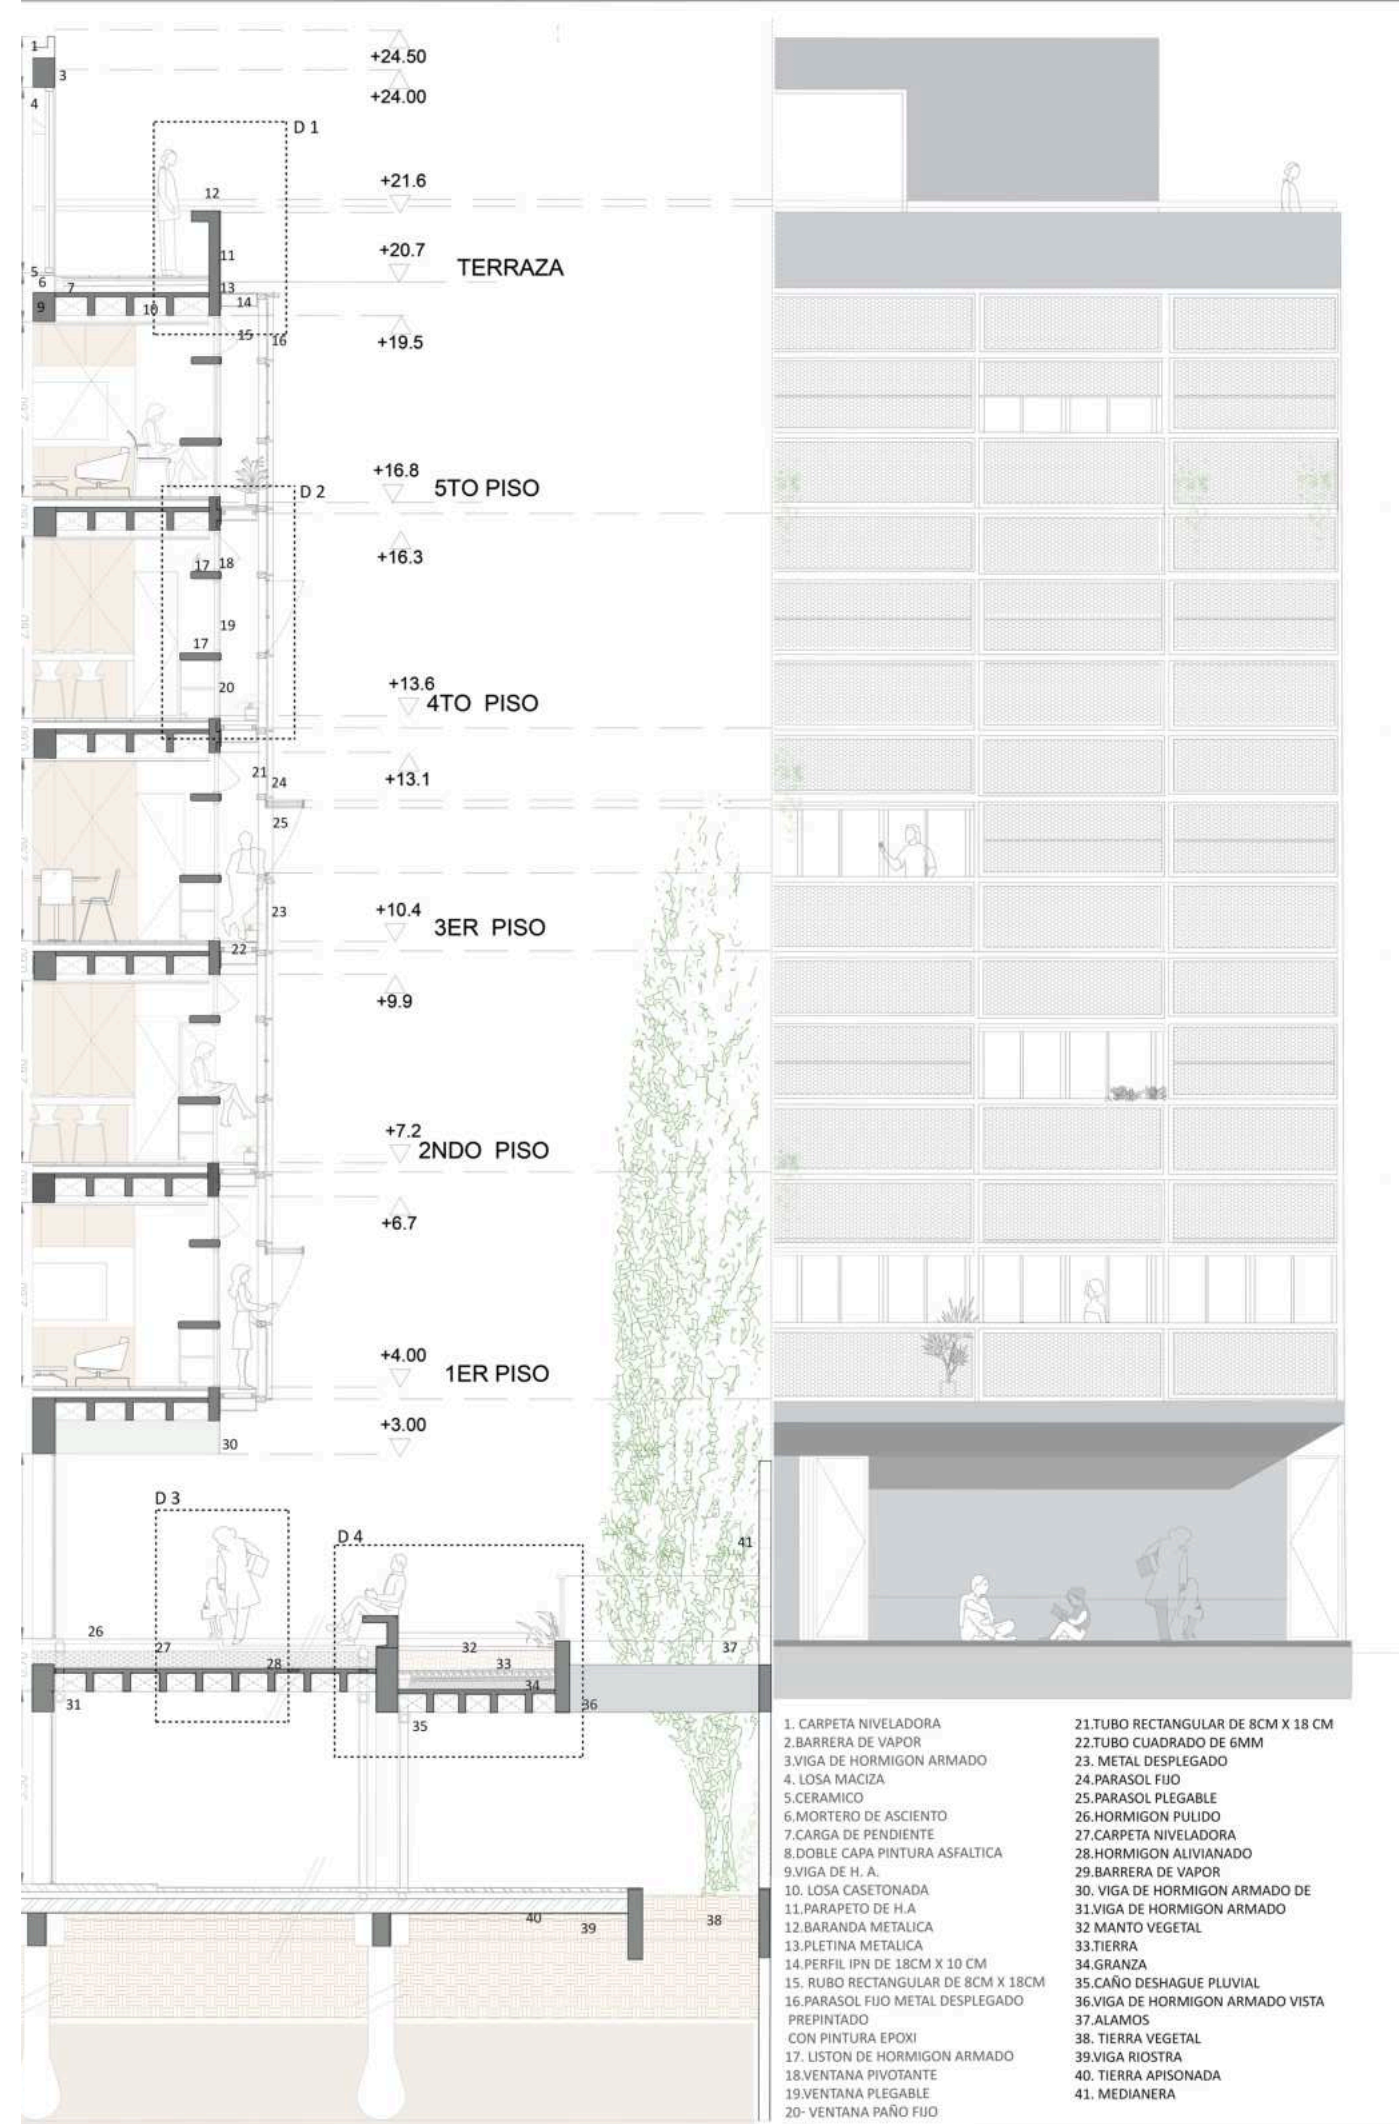 1
+24.50
3
+24.00
4
D 1
+21.6
12
+20.7
TERRAZA
11
5
6
7
13
14
9
10
15
16
+19.5
+16.8
5TO PISO
D 2
+16.3
17
18
19
17
20
+13.6
4TO PISO
21
24
+13.1
25
23
+10.4
3ER PISO
22
+9.9
+7.2
2NDO PISO
+6.7
+4.00
1ER PISO
+3.00
30
D 3
D 4
41
26
27
32
37
28
33
34
31
35
36
40
39
38
1. CARPETA NIVELADORA
2.BARRERA DE VAPOR
3.VIGA DE HORMIGON ARMADO
4. LOSA MACIZA
5.CERAMICO
6.MORTERO DE ASCIENTO
7.CARGA DE PENDIENTE
8.DOBLE CAPA PINTURA ASFALTICA
9.VIGA DE H. A.
10. LOSA CASETONADA
11.PARAPETO DE H.A
12.BARANDA METALICA
13.PLETINA METALICA
14.PERFIL IPN DE 18CM X 10 CM
15. RUBO RECTANGULAR DE 8CM X 18CM
16.PARASOL FIJO METAL DESPLEGADO
PREPINTADO
CON PINTURA EPOXI
17. LISTON DE HORMIGON ARMADO
18.VENTANA PIVOTANTE
19.VENTANA PLEGABLE
20- VENTANA PAÑO FIJO
21.TUBO RECTANGULAR DE 8CM X 18 CM
22.TUBO CUADRADO DE 6MM
23. METAL DESPLEGADO
24.PARASOL FIJO
25.PARASOL PLEGABLE
26.HORMIGON PULIDO
27.CARPETA NIVELADORA
28.HORMIGON ALIVIANADO
29.BARRERA DE VAPOR
30. VIGA DE HORMIGON ARMADO DE
31.VIGA DE HORMIGON ARMADO
32 MANTO VEGETAL
33.TIERRA
34.GRANZA
35.CAÑO DESHAGUE PLUVIAL
36.VIGA DE HORMIGON ARMADO VISTA
37.ALAMOS
38. TIERRA VEGETAL
39.VIGA RIOSTRA
40. TIERRA APISONADA
41. MEDIANERA